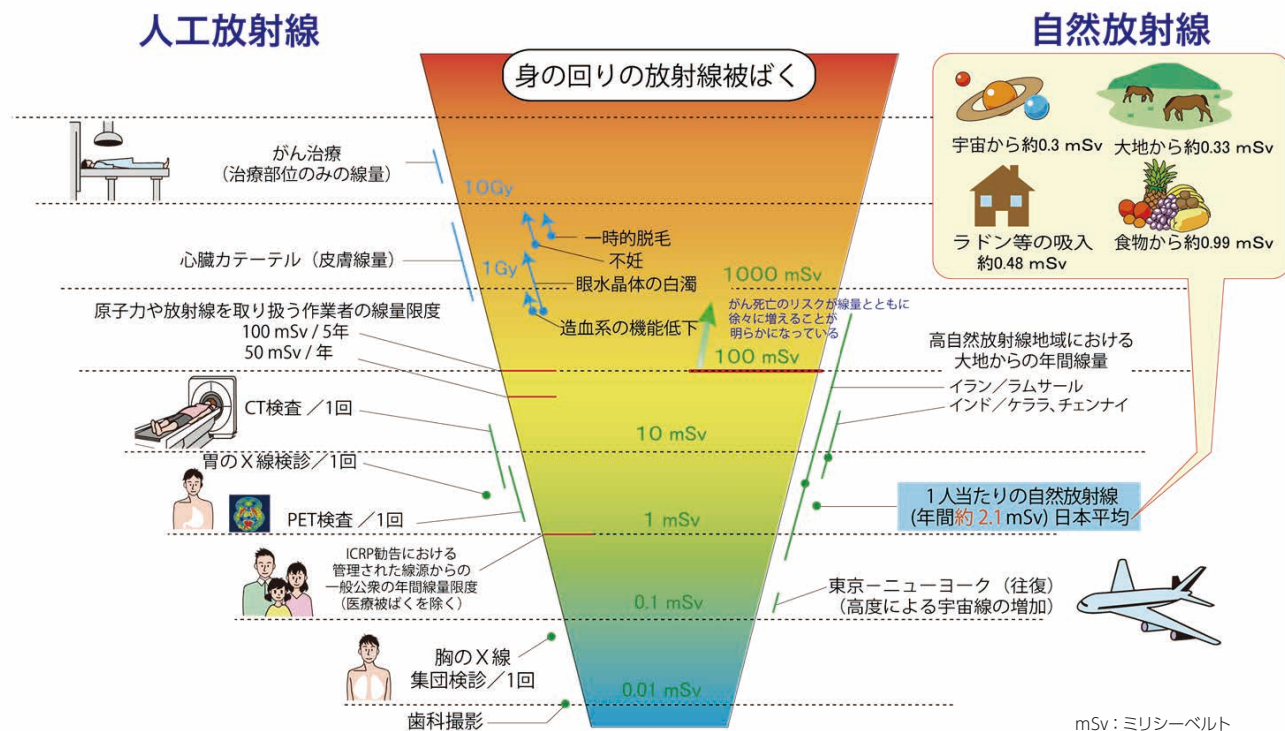 人工放射線
自然放射線
身の回りの放射線被ばく
宇宙から約0.3 mSv
大地から約0.33 mSv
ラドン等の吸入
約0.48 mSv
食物から約0.99 mSv
がん治療
(治療部位のみの線量)
10Gy
一時的脱毛
不妊
心臓カテーテル(皮膚線量)
1Gy
眼水晶体の白濁
1000 mSv
がん死亡のリスクが線量とともに
徐々に増えることが
明らかになっている
造血系の機能低下
原子力や放射線を取り扱う作業者の線量限度
100 mSv / 5年
50 mSv / 年
100 mSv
高自然放射線地域における
大地からの年間線量
イラン/ラムサール
インド/ケララ、チェンナイ
CT検査 /1回
10 mSv
胃のX線検診/1回
PET検査 /1回
1 mSv
1人当たりの自然放射線
(年間約 2.1 mSv) 日本平均
ICRP勧告における
管理された線源からの
一般公衆の年間線量限度
(医療被ばくを除く)
0.1 mSv
東京ーニューヨーク(往復)
(高度による宇宙線の増加)
胸のX線
集団検診/1回
0.01 mSv
歯科撮影
mSv:ミリシーベルト